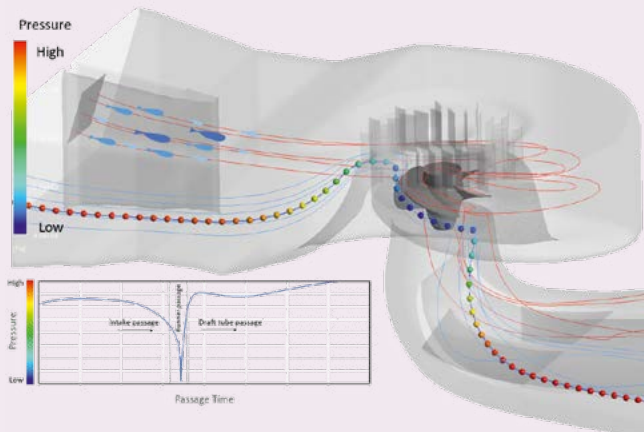 Pressure
High
Low
High
Low
Pressure
Intake passage
Runner passage
Draft tube passage
Passage Time